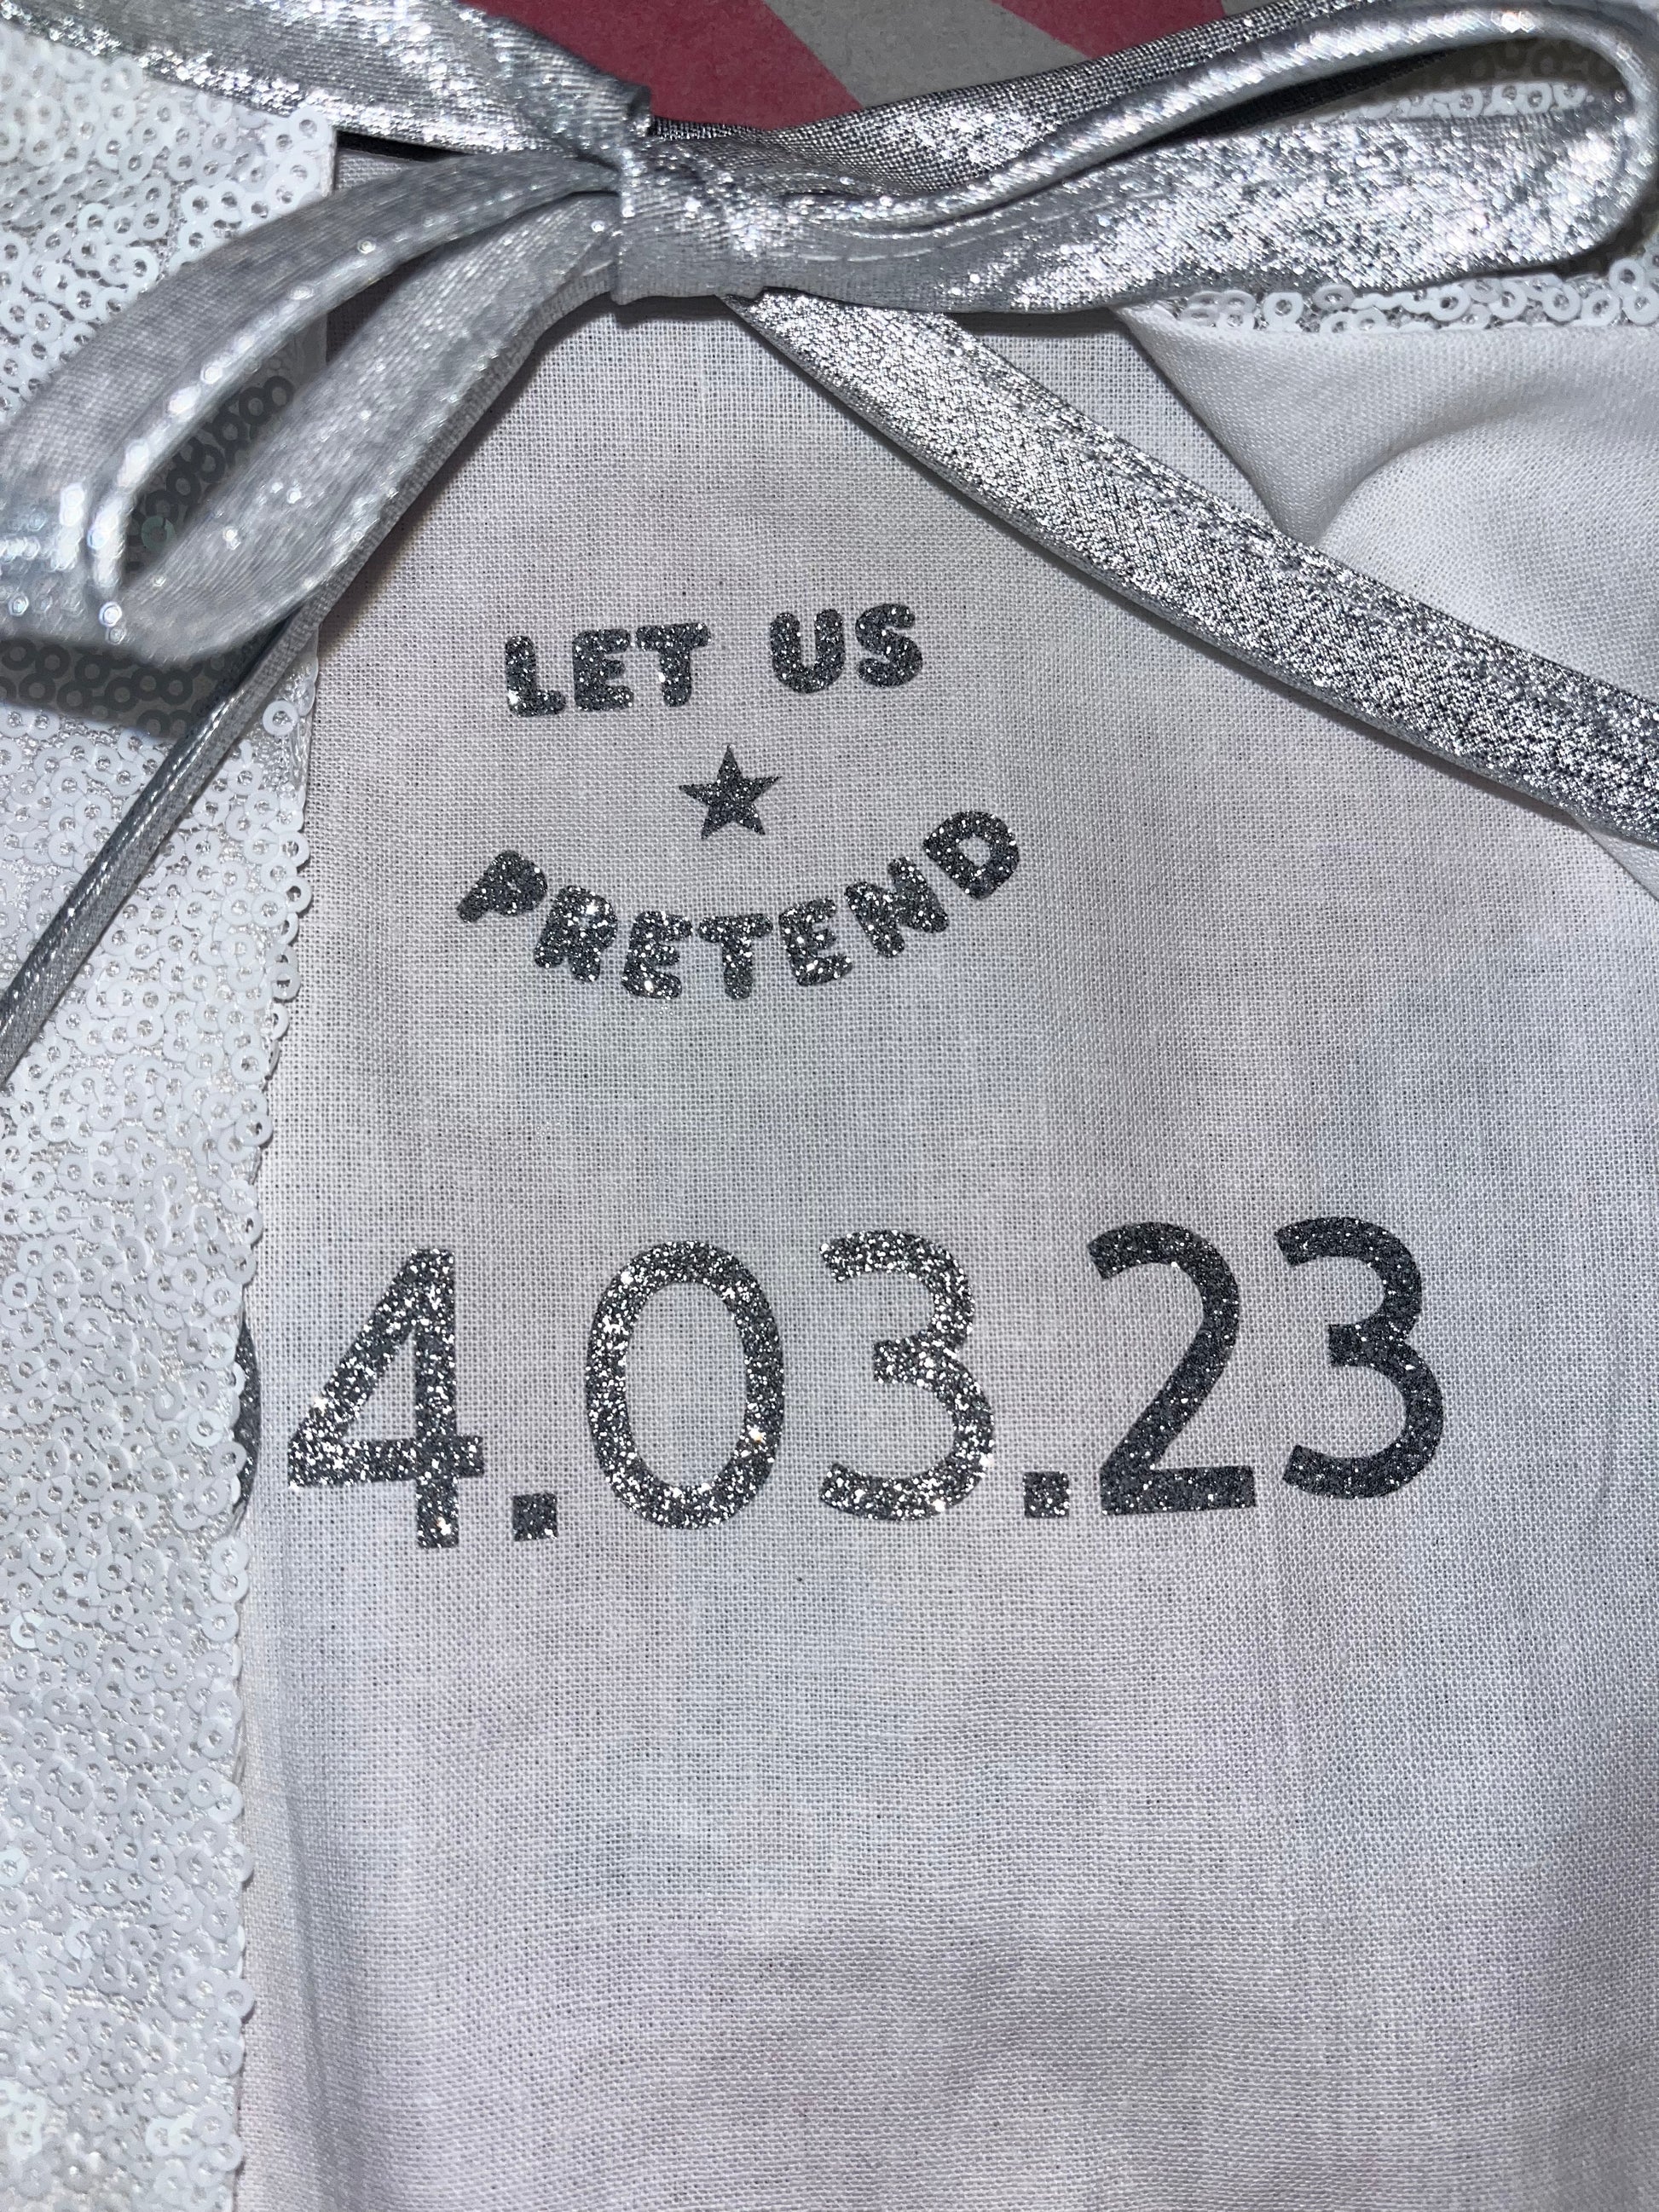 LET US
PRETEND
4.03.23